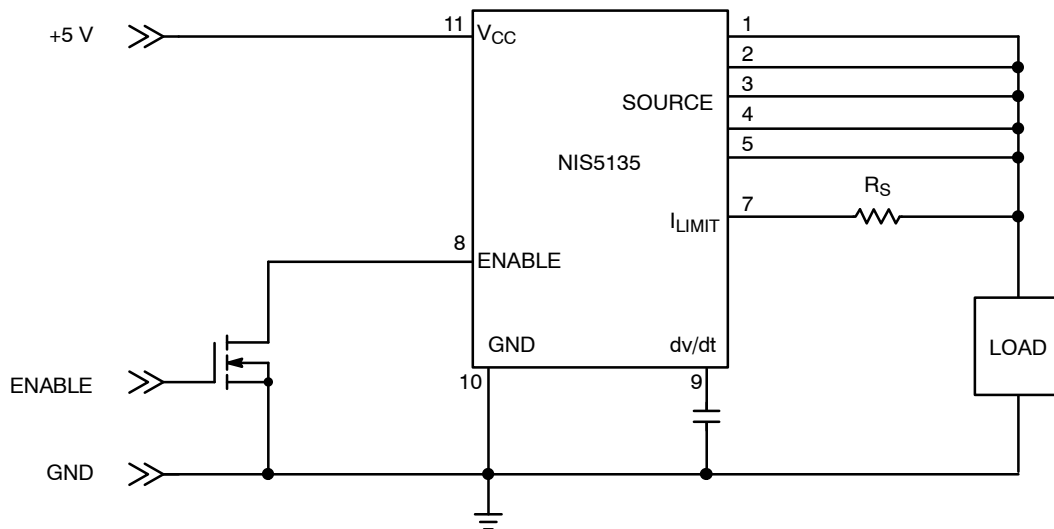 +5 V
11
V_CC
1
2
SOURCE
3
4
5
NIS5135
R_S
7
I_LIMIT
8
ENABLE
GND
dv/dt
LOAD
ENABLE
10
9
GND